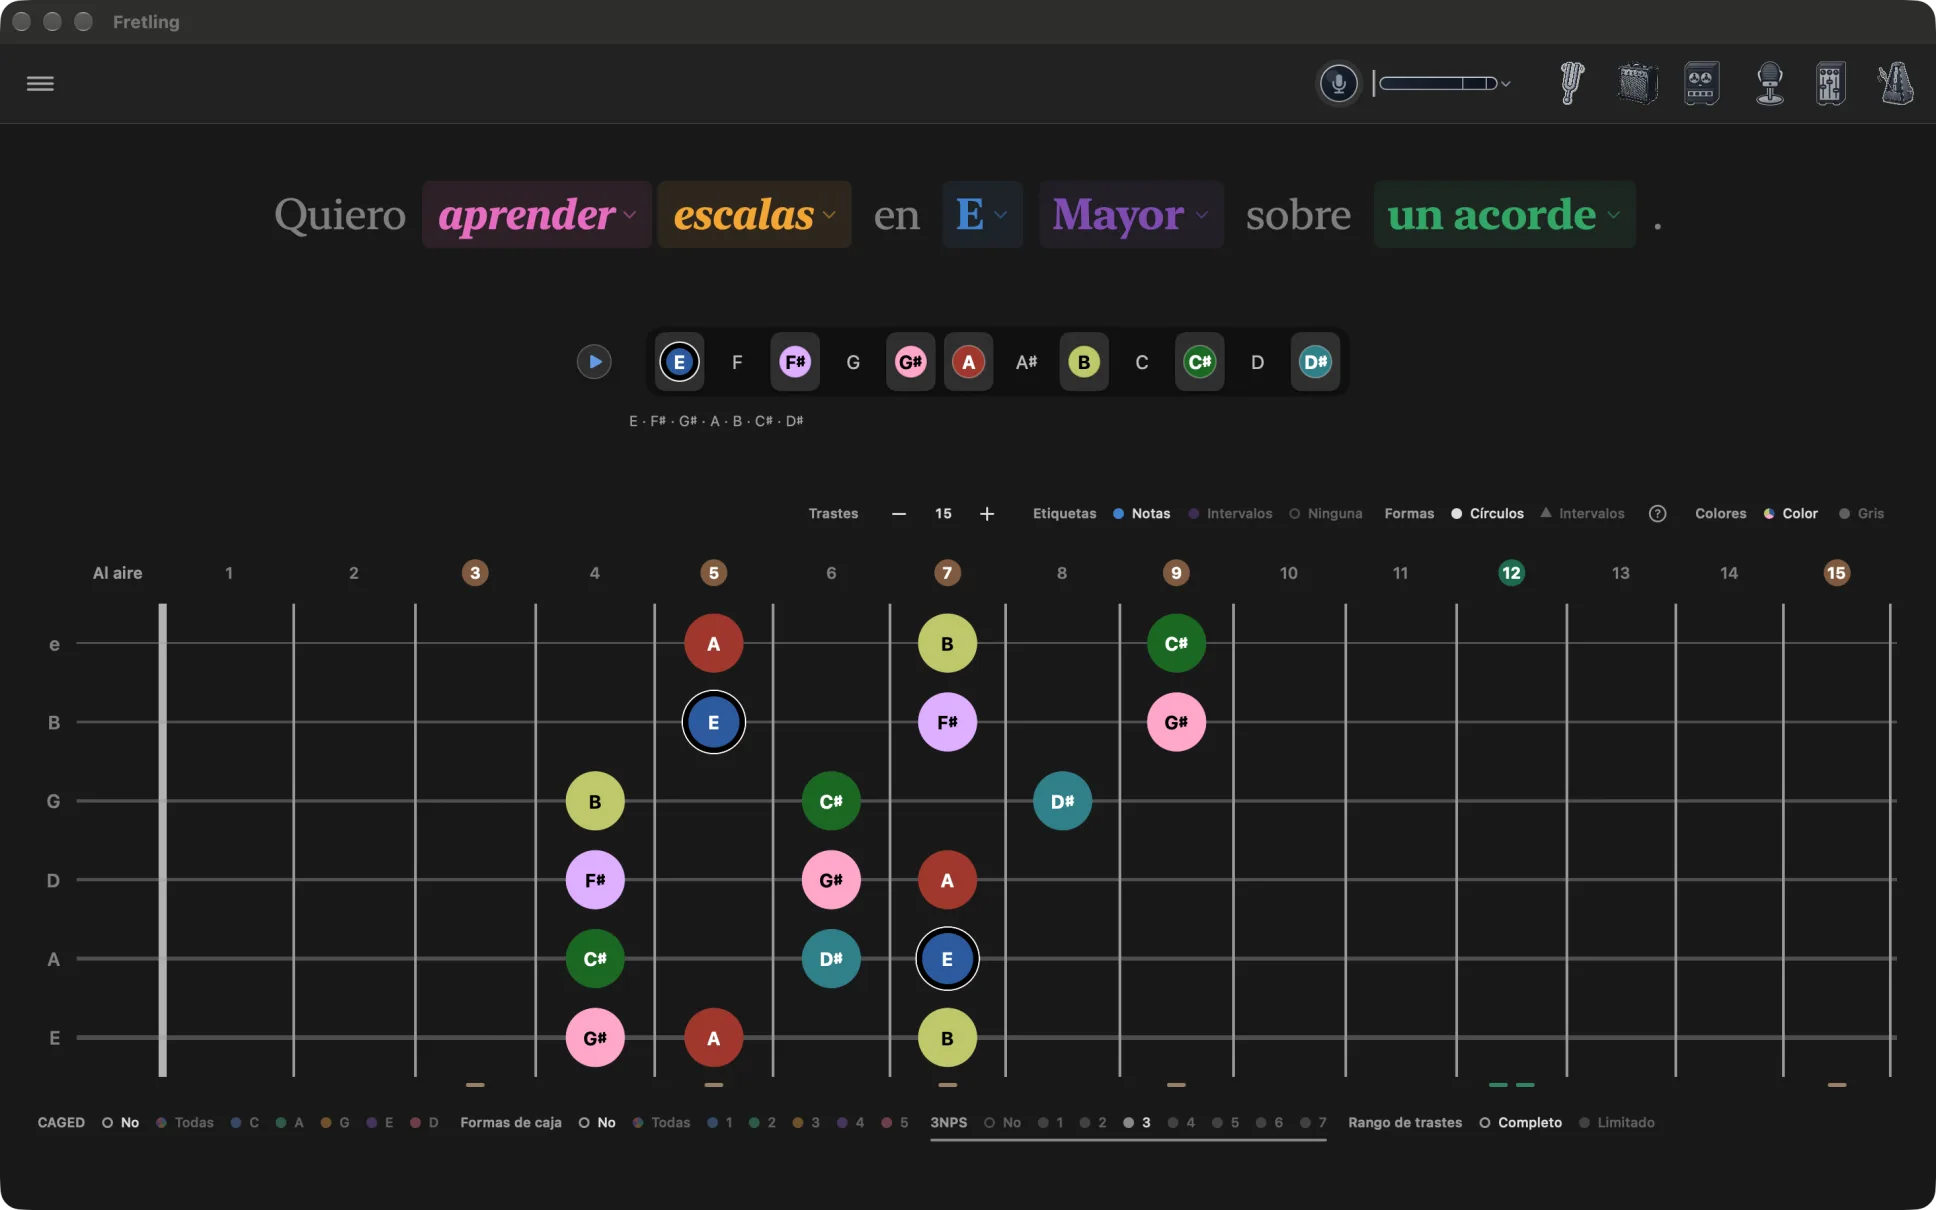 Fretling
Quiero aprender escalas en E Mayor sobre un acorde .
E F F# G G# A A# B C C# D D#
E · F# · G# · A · B · C# · D#
Trastes — 15 + Etiquetas Notas Intervalos Ninguna Formas Círculos Intervalos ? Colores Color Gris
Al aire 1 2 3 4 5 6 7 8 9 10 11 12 13 14 15
e A B C#
B E F# G#
G B C# D#
D F# G# A
A C# D# E
E G# A B
CAGED No Todas C A G E D Formas de caja No Todas 1 2 3 4 5 3NPS No 1 2 3 4 5 6 7 Rango de trastes Completo Limitado